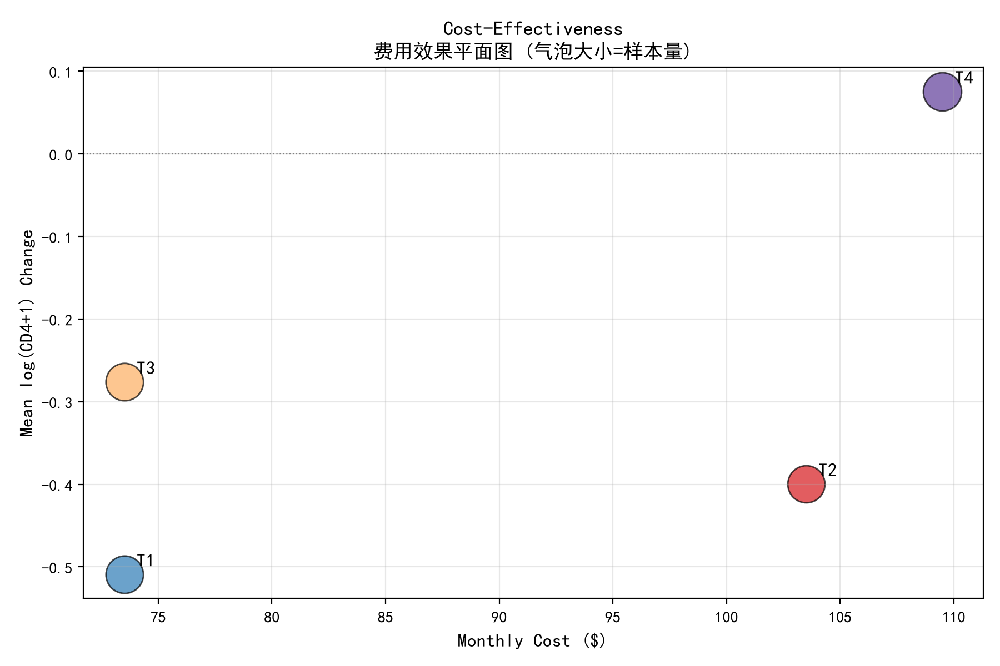 Cost-Effectiveness
费用效果平面图 (气泡大小=样本量)
0.1
0.0
-0.1
-0.2
-0.3
-0.4
-0.5
Mean log(CD4+1) Change
T4
T3
T2
T1
75 80 85 90 95 100 105 110
Monthly Cost ($)